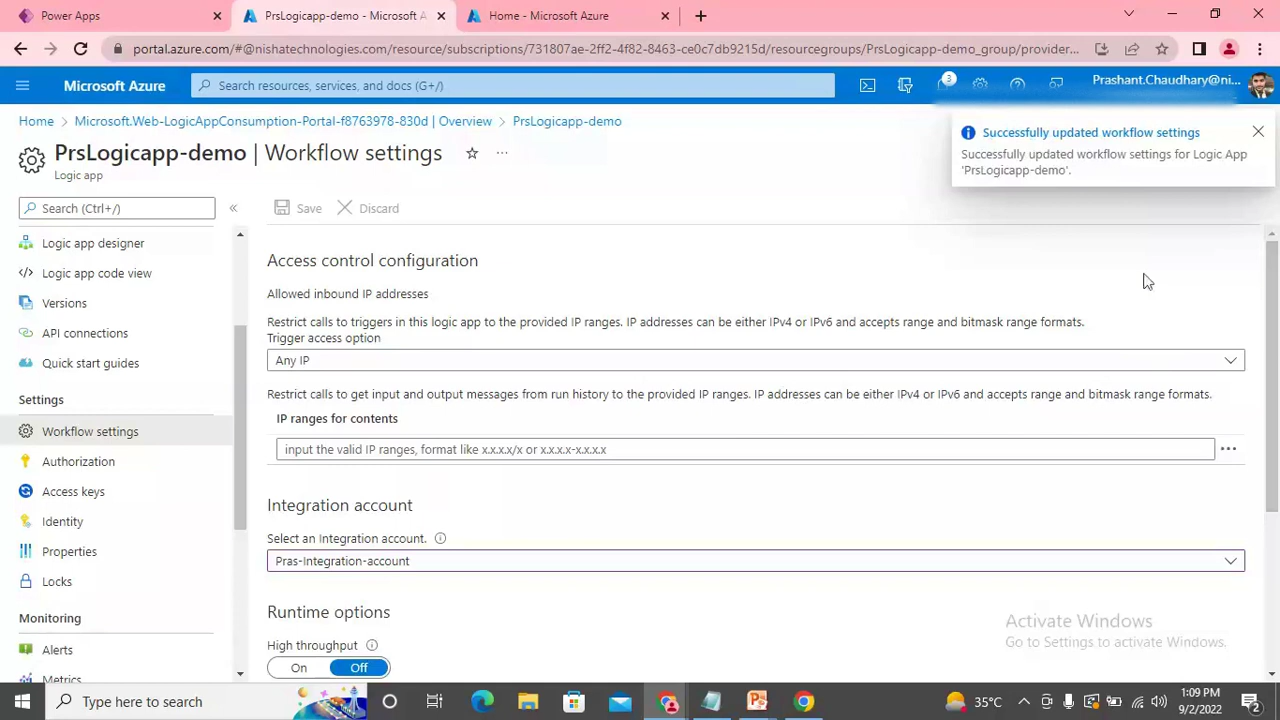 Power Apps
PrsLogicapp-demo - Microsoft A
Home - Microsoft Azure
portal.azure.com/#@nishatechnologies.com/resource/subscriptions/731807ae-2ff2-4f82-8463-ce0c7db9215d/resourcegroups/PrsLogicapp-demo_group/provider...
Microsoft Azure
Search resources, services, and docs (G+/)
3
Prashant.Chaudhary@ni...
Home > Microsoft.Web-LogicAppConsumption-Portal-f8763978-830d | Overview > PrsLogicapp-demo
Successfully updated workflow settings
Successfully updated workflow settings for Logic App
'PrsLogicapp-demo'.
PrsLogicapp-demo | Workflow settings
Logic app
Search (Ctrl+/)
Save
Discard
Logic app designer
Logic app code view
Versions
API connections
Quick start guides
Settings
Workflow settings
Authorization
Access keys
Identity
Properties
Locks
Monitoring
Alerts
Metrics
Access control configuration
Allowed inbound IP addresses
Restrict calls to triggers in this logic app to the provided IP ranges. IP addresses can be either IPv4 or IPv6 and accepts range and bitmask range formats.
Trigger access option
Any IP
Restrict calls to get input and output messages from run history to the provided IP ranges. IP addresses can be either IPv4 or IPv6 and accepts range and bitmask range formats.
IP ranges for contents
input the valid IP ranges, format like x.x.x.x/x or x.x.x.x-x.x.x.x
Integration account
Select an Integration account.
Pras-Integration-account
Runtime options
High throughput
On
Off
Activate Windows
Go to Settings to activate Windows.
Type here to search
35°C
1:09 PM
9/2/2022
2